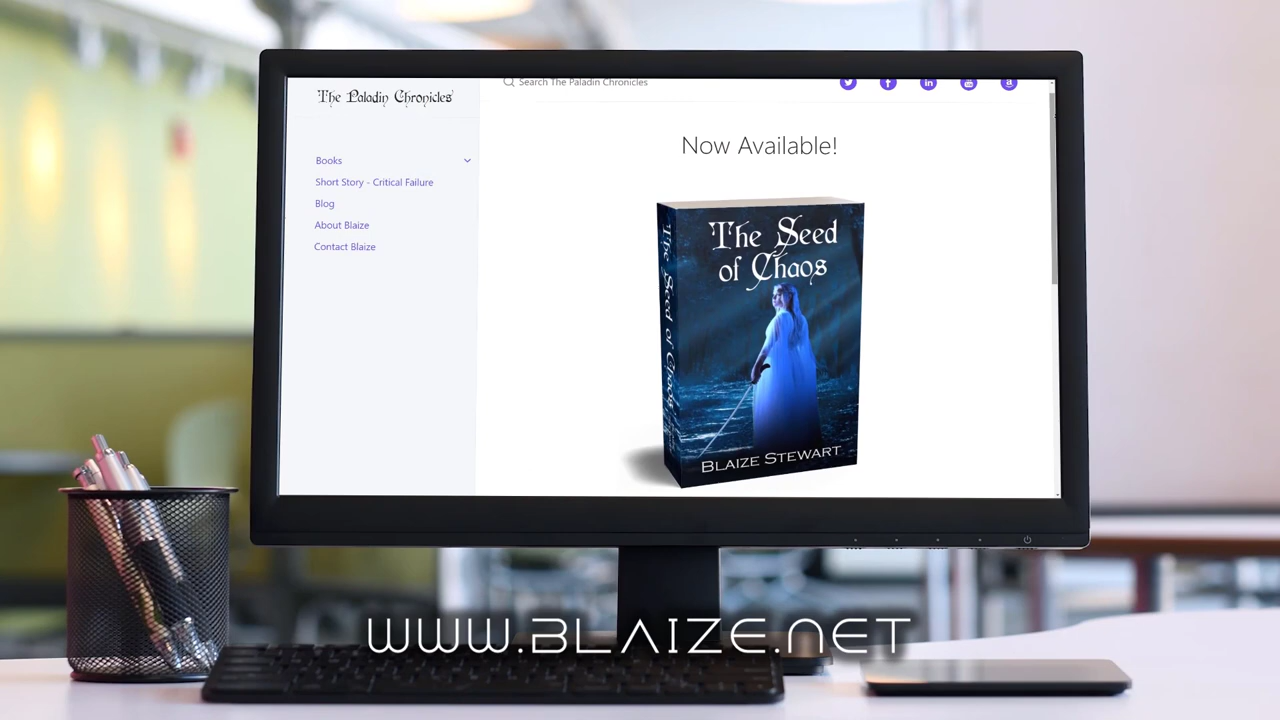 The Paladin Chronicles
Search The Paladin Chronicles
Books
Short Story - Critical Failure
Blog
About Blaize
Contact Blaize
Now Available!
The Seed
of Chaos
The Seed of Chaos
BLAIZE STEWART
WWW.BLAIZE.NET